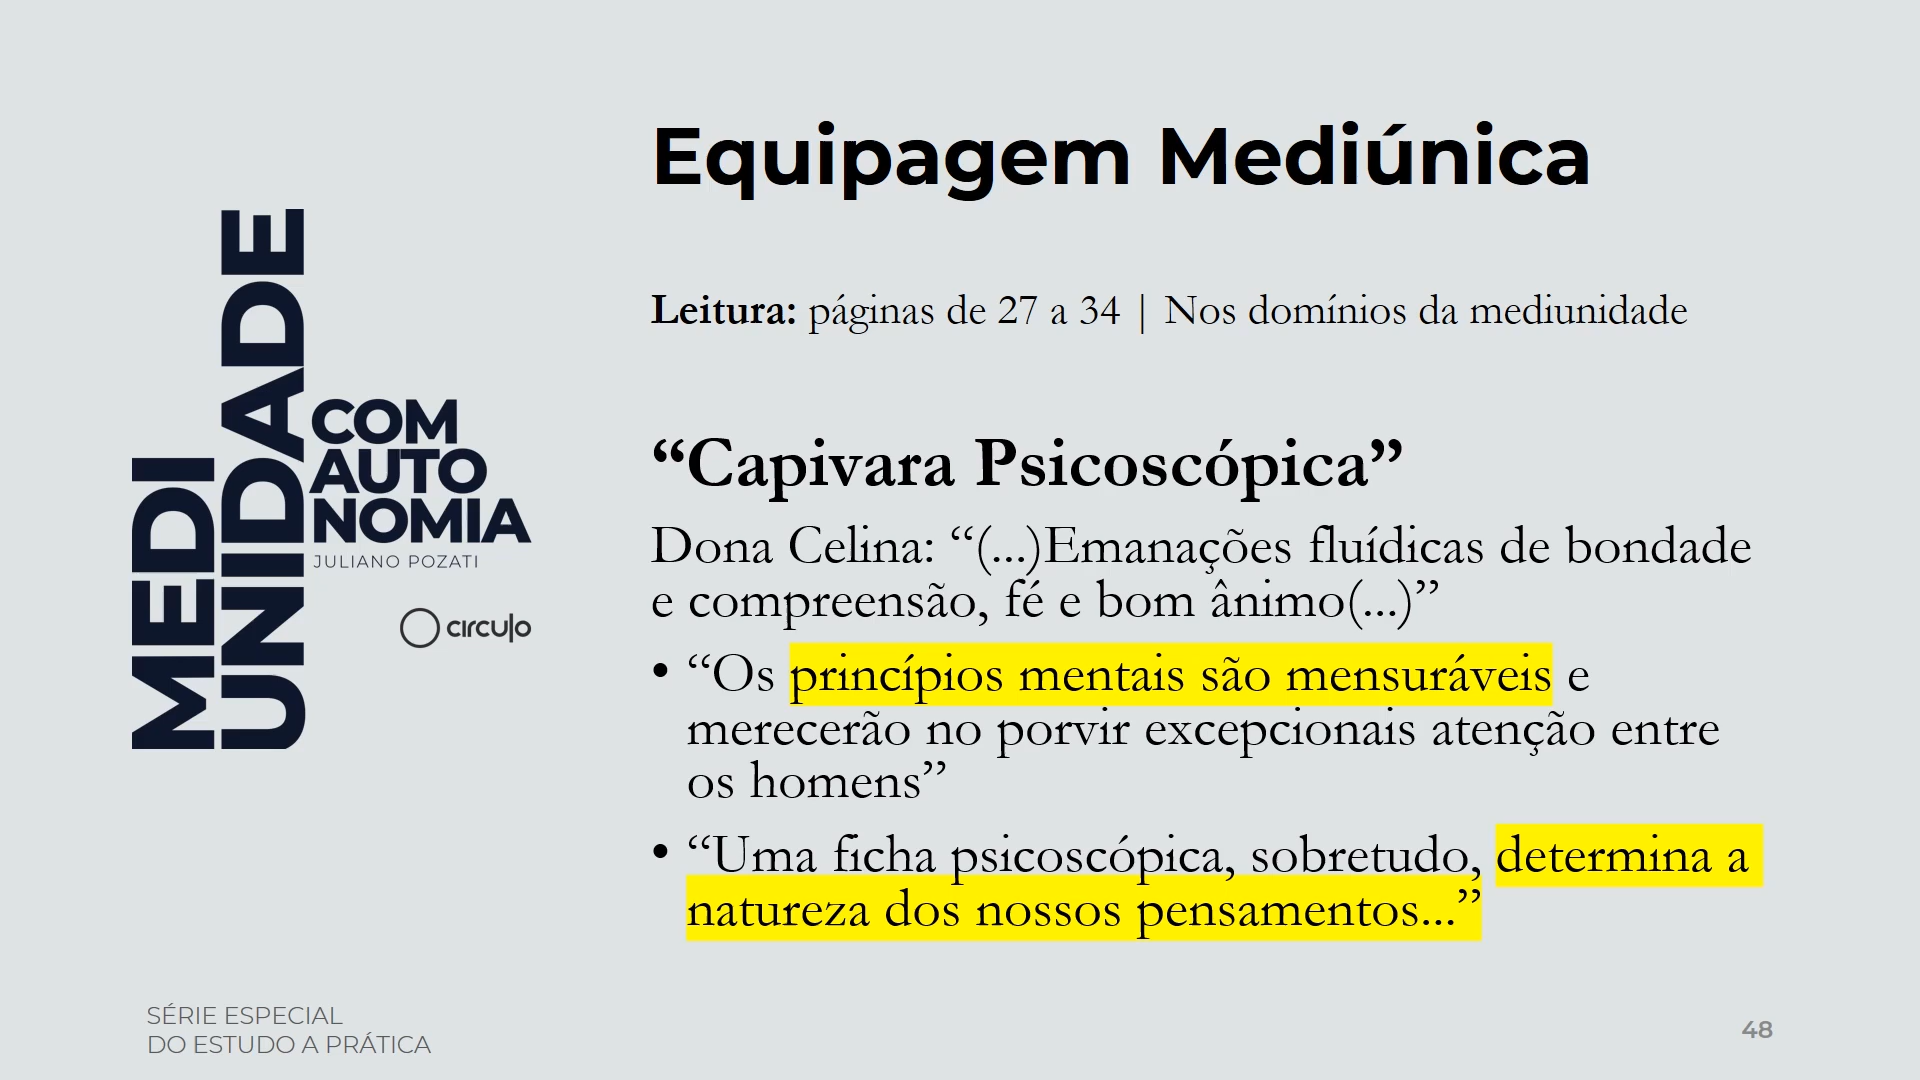 Equipagem Mediúnica
Leitura: páginas de 27 a 34 | Nos domínios da mediunidade
MEDI
UNIDADE
COM
AUTO
NOMIA
JULIANO POZATI
circulo
“Capivara Psicoscópica”
Dona Celina: “(...)Emanações fluídicas de bondade
e compreensão, fé e bom ânimo(...)”
• “Os princípios mentais são mensuráveis e
merecerão no porvir excepcionais atenção entre
os homens”
• “Uma ficha psicoscópica, sobretudo, determina a
natureza dos nossos pensamentos...”
SÉRIE ESPECIAL
DO ESTUDO A PRÁTICA
48